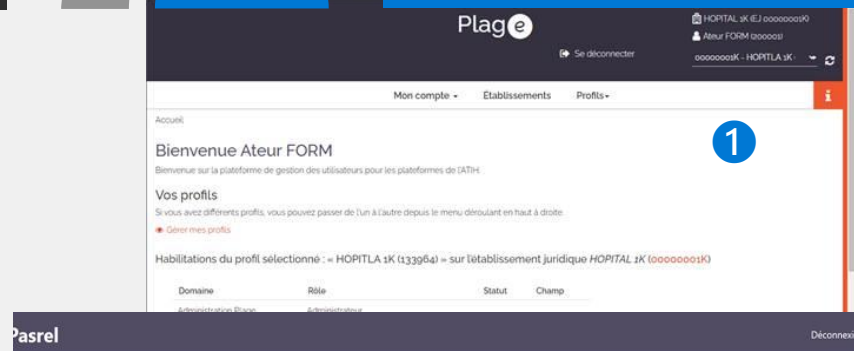 Plage
HOPITAL 1K (EJ 00000001K)
Ateur FORM (200001)
Se déconnecter
00000001K - HOPITLA 1K -
Mon compte
Établissements
Profils
i
Accueil
1
Bienvenue Ateur FORM
Bienvenue sur la plateforme de gestion des utilisateurs pour les plateformes de l'ATIH.
Vos profils
Si vous avez différents profils, vous pouvez passer de l'un à l'autre depuis le menu déroulant en haut à droite.
Gérer mes profils
Habilitations du profil sélectionné : « HOPITLA 1K (133964) » sur l'établissement juridique HOPITAL 1K (00000001K)
Domaine Rôle Statut Champ
Administration Plage Administrateur
Pasrel
Déconnexi